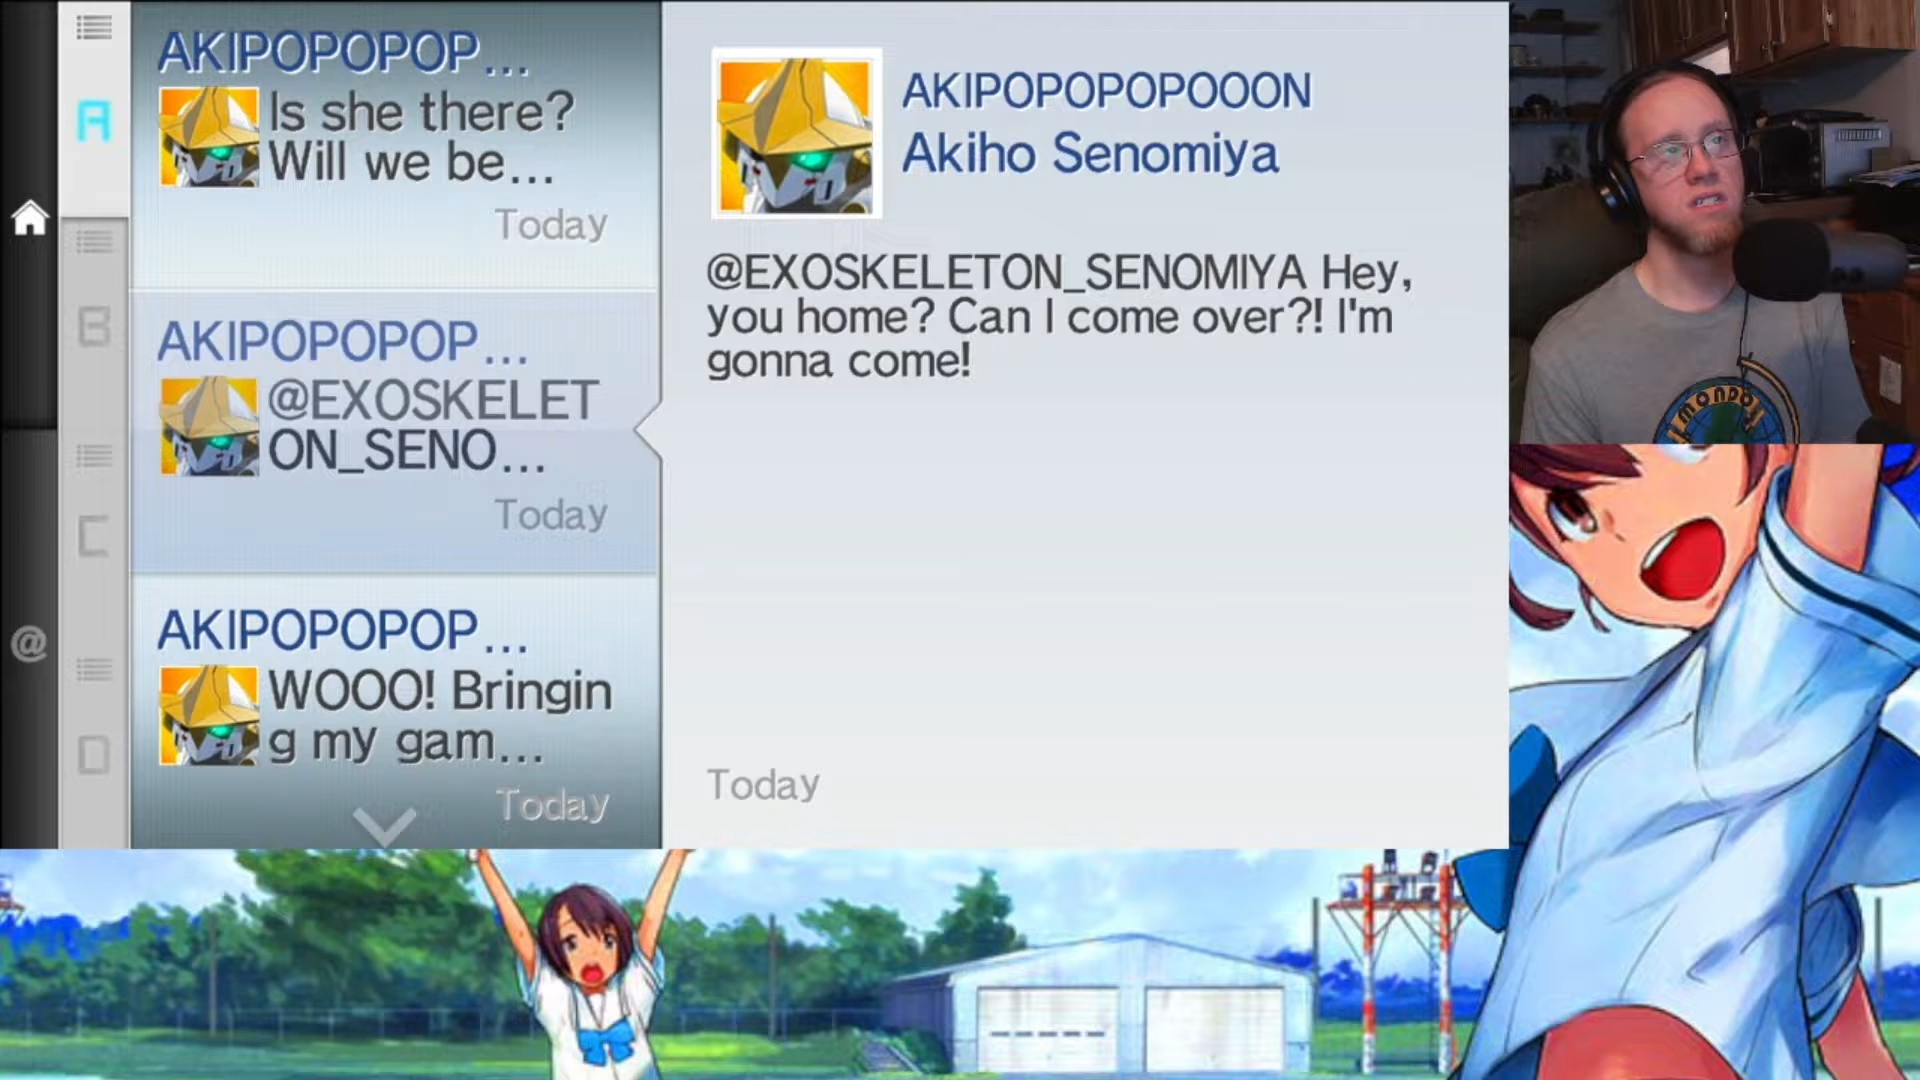 A
B
C
D
@
AKIPOPOPOP...
Is she there?
Will we be...
Today
AKIPOPOPOP...
@EXOSKELET
ON_SENO...
Today
AKIPOPOPOP...
WOOO! Bringin
g my gam...
Today
AKIPOPOPOPOOON
Akiho Senomiya
@EXOSKELETON_SENOMIYA Hey,
you home? Can I come over?! I'm
gonna come!
Today
MONDO